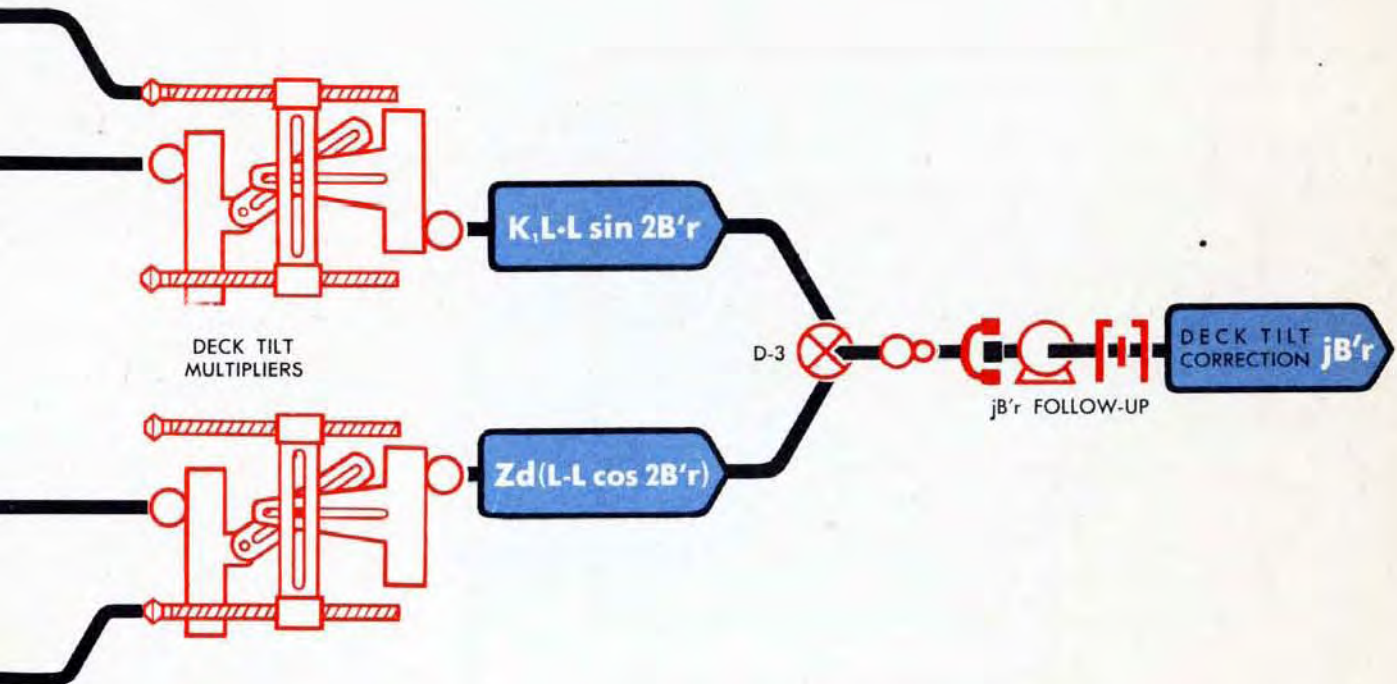 K₁L·L sin 2B'r
DECK TILT
MULTIPLIERS
D-3
DECK TILT
CORRECTION jB'r
jB'r FOLLOW-UP
Zd(L-L cos 2B'r)